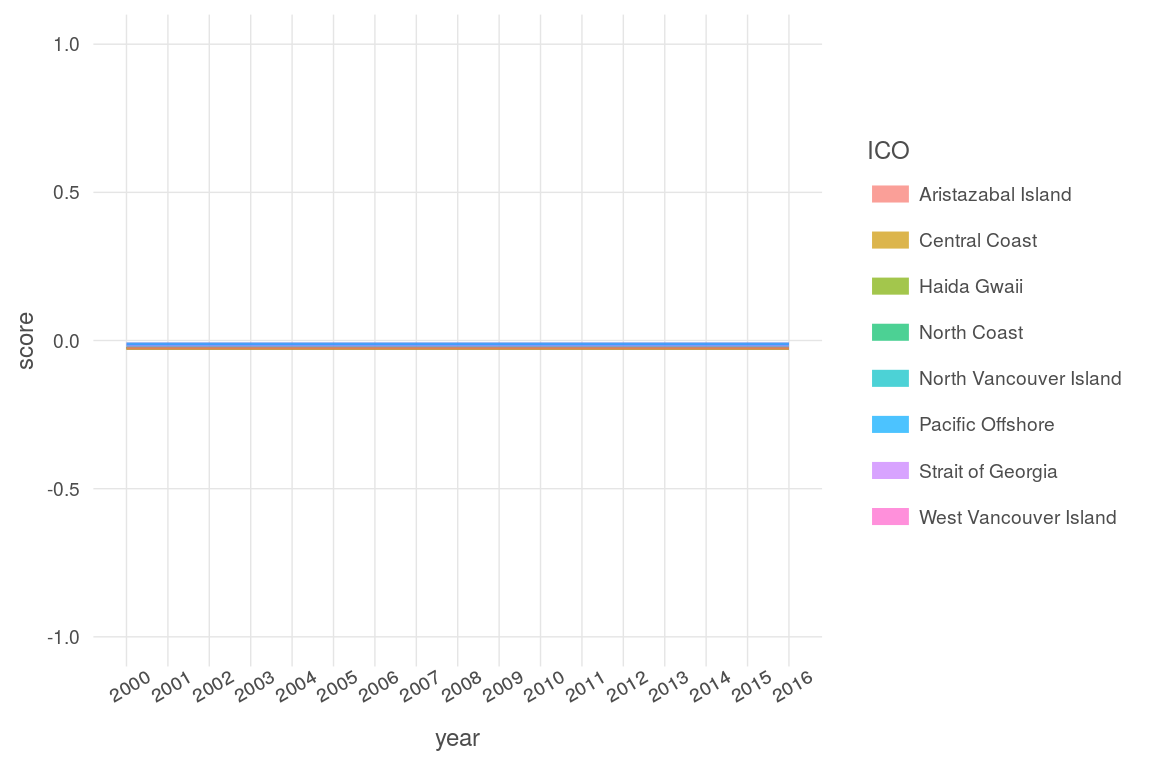 1.0
0.5
0.0
-0.5
-1.0
score
2000 2001 2002 2003 2004 2005 2006 2007 2008 2009 2010 2011 2012 2013 2014 2015 2016
year
ICO
Aristazabal Island
Central Coast
Haida Gwaii
North Coast
North Vancouver Island
Pacific Offshore
Strait of Georgia
West Vancouver Island